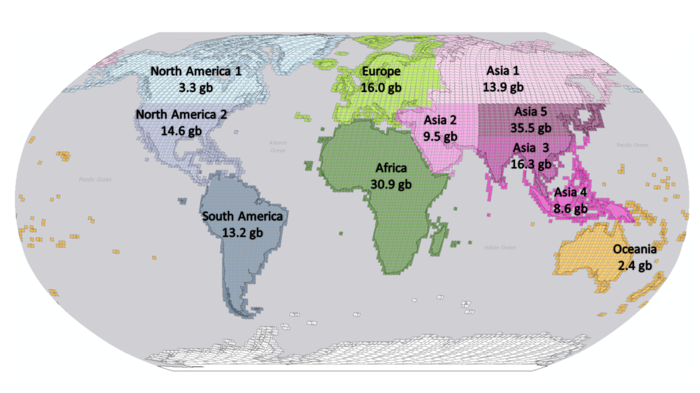 North America 1
3.3 gb
Europe
16.0 gb
Asia 1
13.9 gb
North America 2
14.6 gb
Asia 2
9.5 gb
Asia 5
35.5 gb
Asia 3
16.3 gb
Atlantic
Ocean
Africa
30.9 gb
Pacific Ocean
Pacific Ocean
Asia 4
8.6 gb
South America
13.2 gb
Indian Ocean
Oceania
2.4 gb